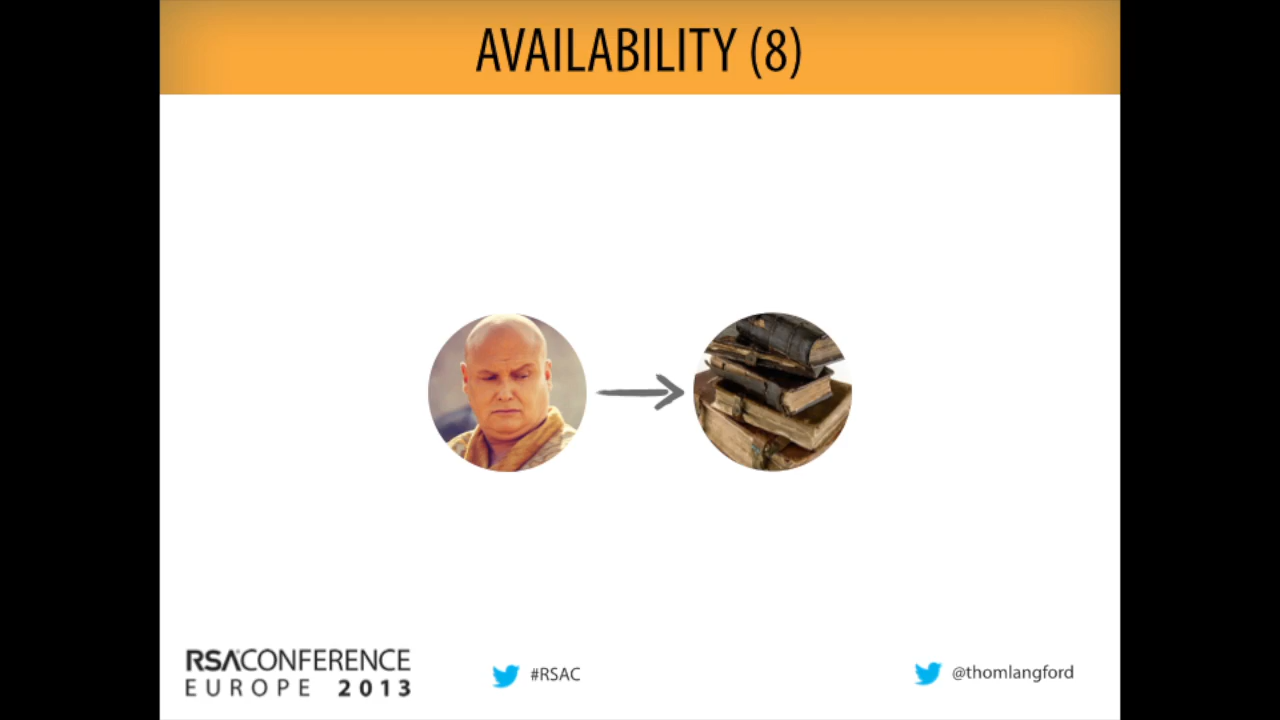 AVAILABILITY (8)
RSACONFERENCE
EUROPE 2013
#RSAC
@thomlangford